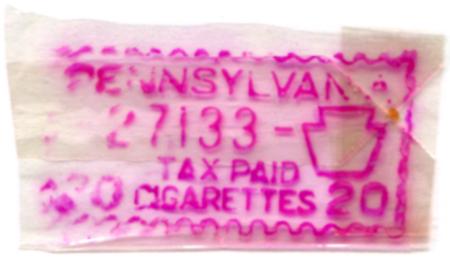 PENNSYLVANIA
27133-
TAX PAID
20 CIGARETTES 20